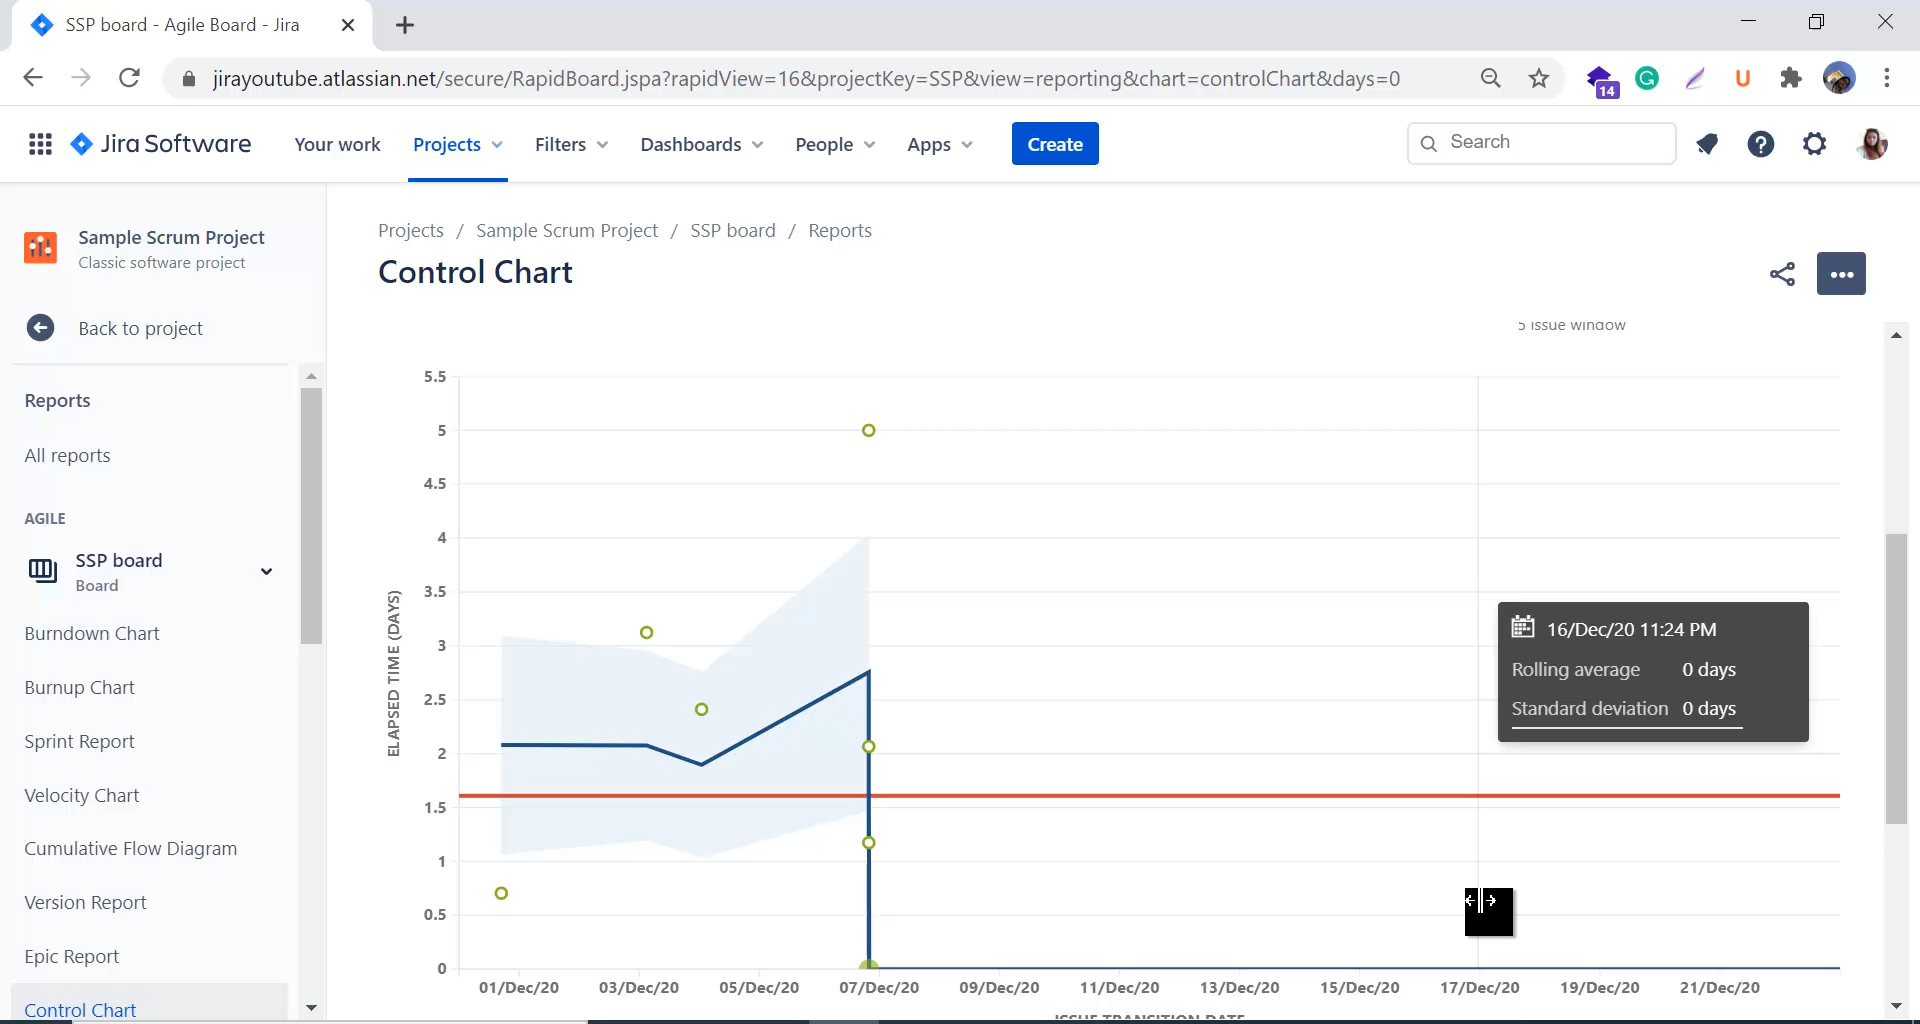 SSP board - Agile Board - Jira
jirayoutube.atlassian.net/secure/RapidBoard.jspa?rapidView=16&projectKey=SSP&view=reporting&chart=controlChart&days=0
14
G
U
Jira Software
Your work
Projects
Filters
Dashboards
People
Apps
Create
Search
Sample Scrum Project
Classic software project
Back to project
Reports
All reports
AGILE
SSP board
Board
Burndown Chart
Burnup Chart
Sprint Report
Velocity Chart
Cumulative Flow Diagram
Version Report
Epic Report
Control Chart
Projects / Sample Scrum Project / SSP board / Reports
Control Chart
5 issue window
ELAPSED TIME (DAYS)
5.5
5
4.5
4
3.5
3
2.5
2
1.5
1
0.5
0
16/Dec/20 11:24 PM
Rolling average 0 days
Standard deviation 0 days
01/Dec/20 03/Dec/20 05/Dec/20 07/Dec/20 09/Dec/20 11/Dec/20 13/Dec/20 15/Dec/20 17/Dec/20 19/Dec/20 21/Dec/20
ISSUE TRANSITION DATE